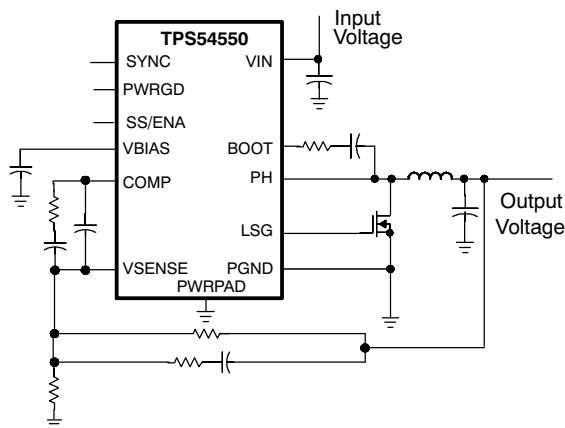 Input
Voltage
TPS54550
SYNC
VIN
PWRGD
SS/ENA
VBIAS
BOOT
COMP
PH
Output
Voltage
LSG
VSENSE
PGND
PWRPAD